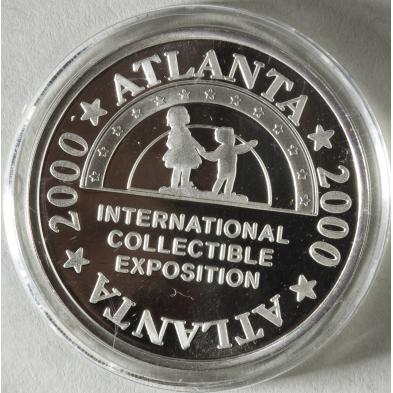 ATLANTA
2000
2000
INTERNATIONAL
COLLECTIBLE
EXPOSITION
ATLANTA